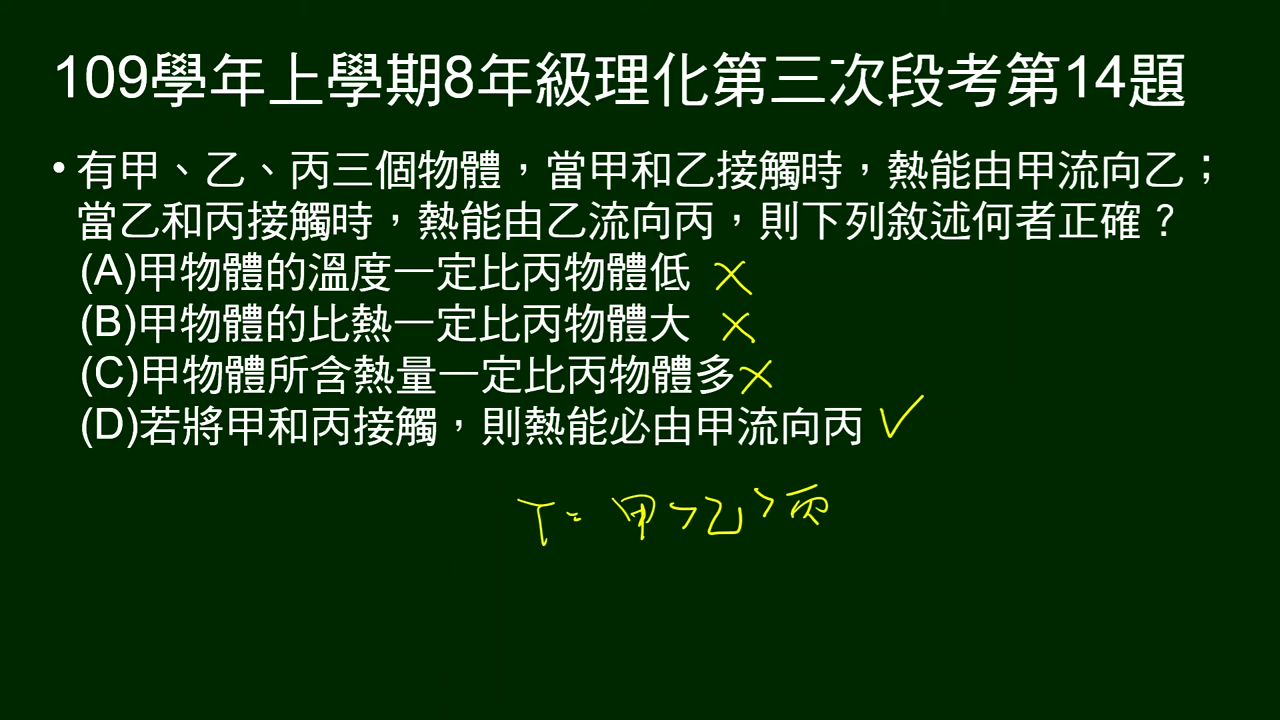 109學年上學期8年級理化第三次段考第14題
•有甲、乙、丙三個物體，當甲和乙接觸時，熱能由甲流向乙；
當乙和丙接觸時，熱能由乙流向丙，則下列敘述何者正確？
(A)甲物體的溫度一定比丙物體低 ×
(B)甲物體的比熱一定比丙物體大 ×
(C)甲物體所含熱量一定比丙物體多×
(D)若將甲和丙接觸，則熱能必由甲流向丙 ✓
T= 甲>乙>丙